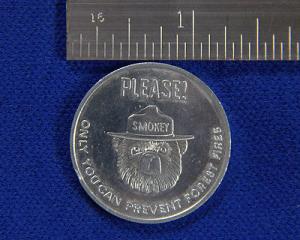 16 1
PLEASE!
SMOKEY
ONLY YOU CAN PREVENT FOREST FIRES